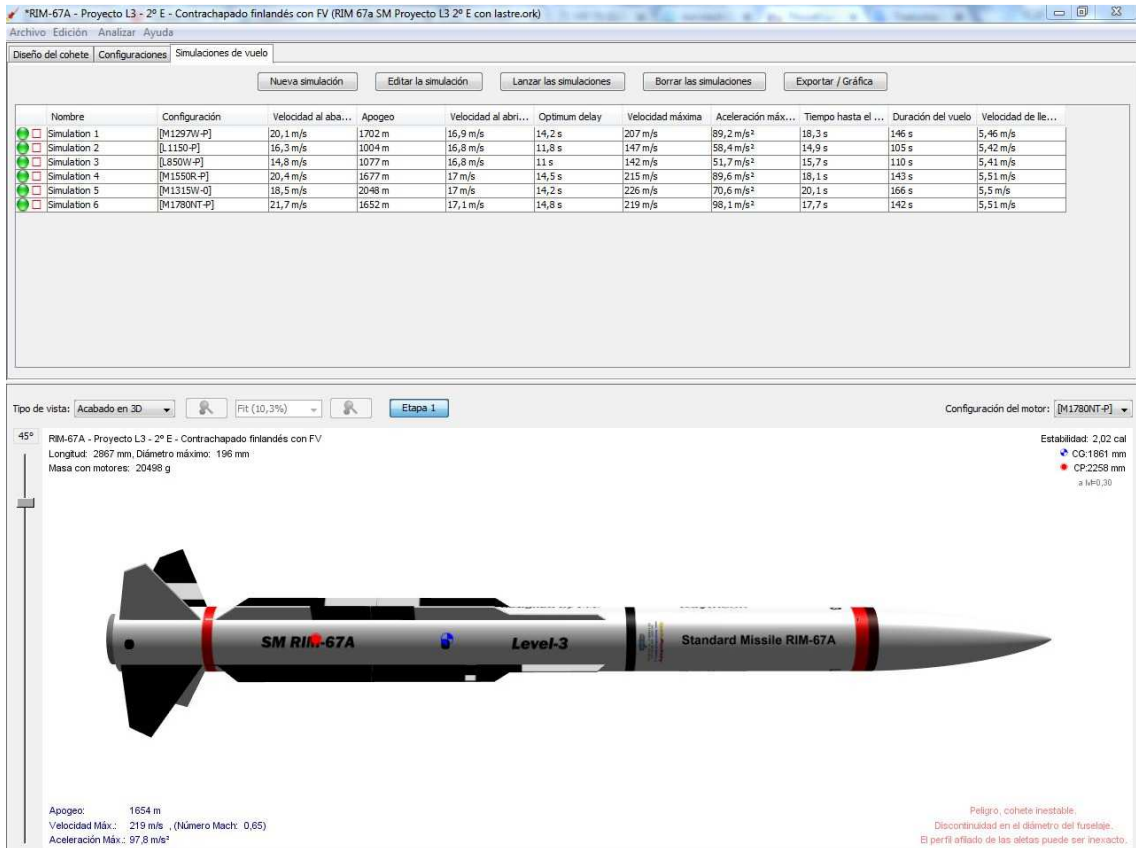 *RIM-67A - Proyecto L3 - 2º E - Contrachapado finlandés con FV (RIM 67a SM Proyecto L3 2º E con lastre.ork)
Archivo Edición Analizar Ayuda
Diseño del cohete Configuraciones Simulaciones de vuelo
Nueva simulación Editar la simulación Lanzar las simulaciones Borrar las simulaciones Exportar / Gráfica
Nombre Configuración Velocidad al aba... Apogeo Velocidad al abri... Optimum delay Velocidad máxima Aceleración máx... Tiempo hasta el ... Duración del vuelo Velocidad de lle...
Simulation 1 [M1297W-P] 20,1 m/s 1702 m 16,9 m/s 14,2 s 207 m/s 89,2 m/s² 18,3 s 146 s 5,46 m/s
Simulation 2 [L1150-P] 16,3 m/s 1004 m 16,8 m/s 11,8 s 147 m/s 58,4 m/s² 14,9 s 105 s 5,42 m/s
Simulation 3 [L850W-P] 14,8 m/s 1077 m 16,8 m/s 11 s 142 m/s 51,7 m/s² 15,7 s 110 s 5,41 m/s
Simulation 4 [M1550R-P] 20,4 m/s 1677 m 17 m/s 14,5 s 215 m/s 89,6 m/s² 18,1 s 143 s 5,51 m/s
Simulation 5 [M1315W-0] 18,5 m/s 2048 m 17 m/s 14,2 s 226 m/s 70,6 m/s² 20,1 s 166 s 5,5 m/s
Simulation 6 [M1780NT-P] 21,7 m/s 1652 m 17,1 m/s 14,8 s 219 m/s 98,1 m/s² 17,7 s 142 s 5,51 m/s
Tipo de vista: Acabado en 3D Fit (10,3%) Etapa 1 Configuración del motor: [M1780NT-P]
45° RIM-67A - Proyecto L3 - 2º E - Contrachapado finlandés con FV Estabilidad: 2,02 cal
Longitud: 2867 mm, Diámetro máximo: 196 mm CG:1861 mm
Masa con motores: 20498 g CP:2258 mm
a M=0,30
SM RIM-67A Level-3 Standard Missile RIM-67A
Apogeo: 1654 m Peligro, cohete inestable.
Velocidad Máx.: 219 m/s , (Número Mach: 0,65) Discontinuidad en el diámetro del fuselaje.
Aceleración Máx.: 97,8 m/s² El perfil afilado de las aletas puede ser inexacto.